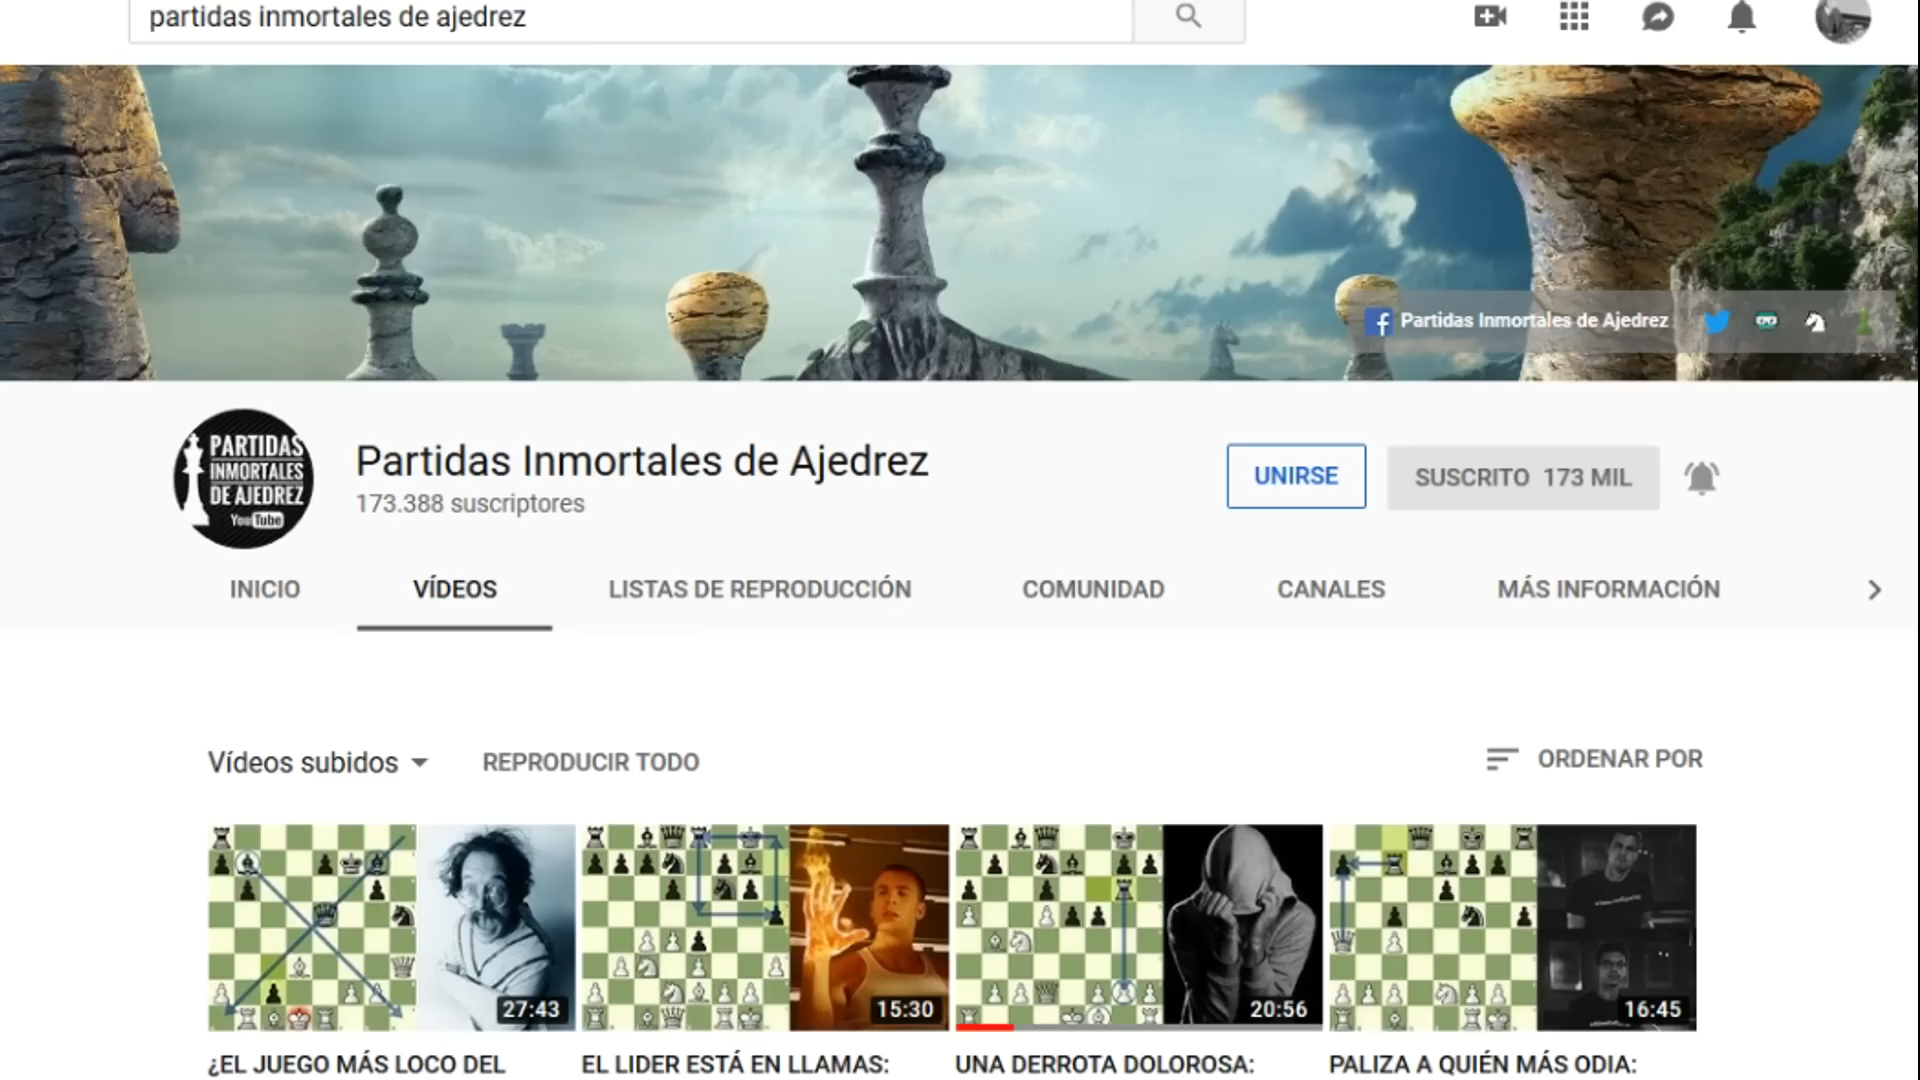 partidas inmortales de ajedrez
Partidas Inmortales de Ajedrez
PARTIDAS
INMORTALES
DE AJEDREZ
YouTube
Partidas Inmortales de Ajedrez
173.388 suscriptores
UNIRSE
SUSCRITO 173 MIL
INICIO
VÍDEOS
LISTAS DE REPRODUCCIÓN
COMUNIDAD
CANALES
MÁS INFORMACIÓN
Vídeos subidos
REPRODUCIR TODO
ORDENAR POR
27:43
15:30
20:56
16:45
¿EL JUEGO MÁS LOCO DEL
EL LIDER ESTÁ EN LLAMAS:
UNA DERROTA DOLOROSA:
PALIZA A QUIÉN MÁS ODIA: